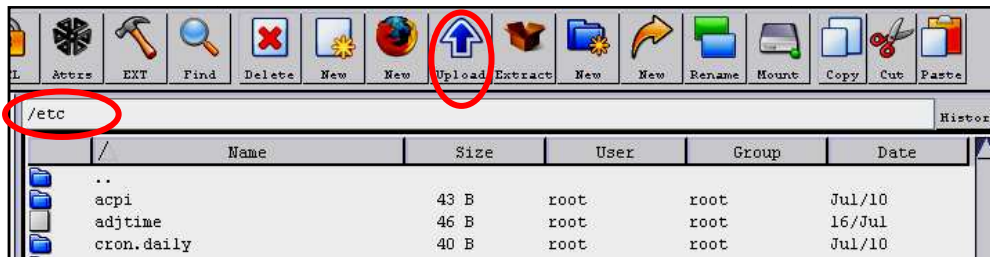 L Attrs EXT Find Delete New New Upload Extract New New Rename Mount Copy Cut Paste
/etc Histor
/ Name Size User Group Date
..
acpi 43 B root root Jul/10
adjtime 46 B root root 16/Jul
cron.daily 40 B root root Jul/10